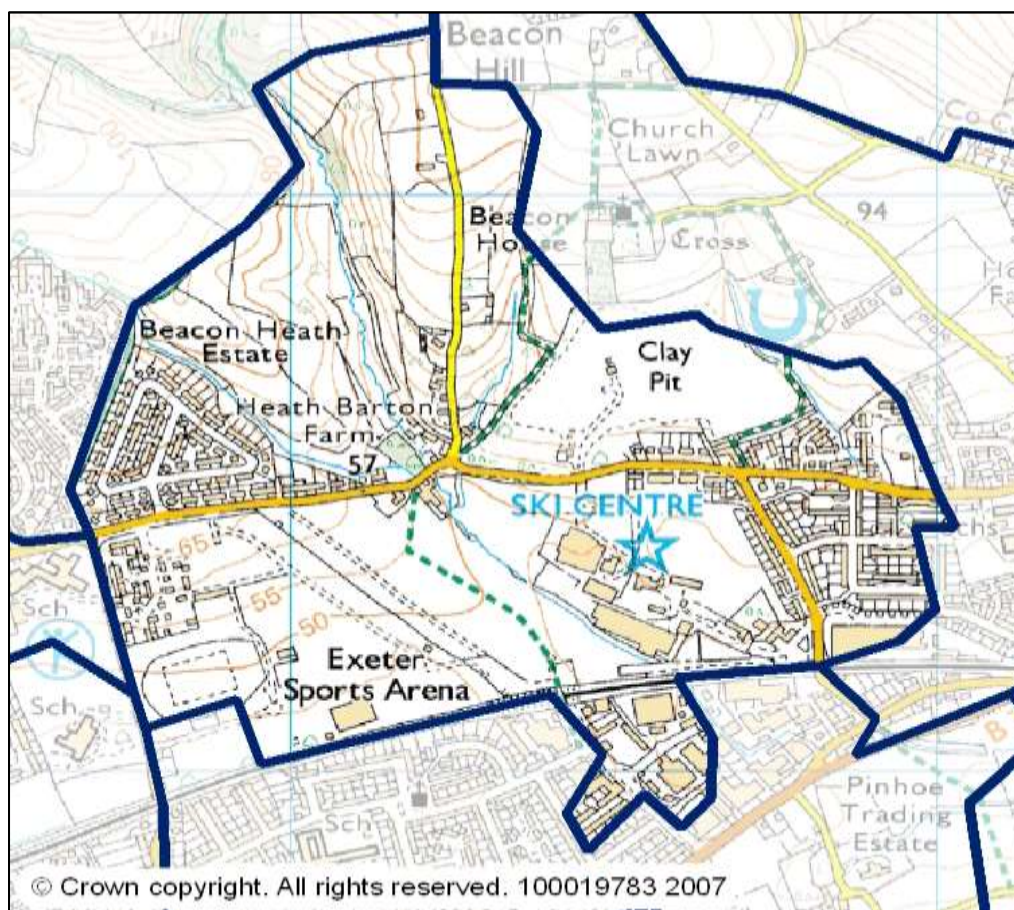 Beacon
Hill
Church
Lawn
Co
94
Beacon
House
Cross
Beacon Heath
Estate
Clay
Pit
Heath Barton
Farm
57
SKI CENTRE
65
Sch
55
50
Exeter
Sports Arena
Sch
B
Pinhoe
Trading
Estate
Sch
© Crown copyright. All rights reserved. 100019783 2007